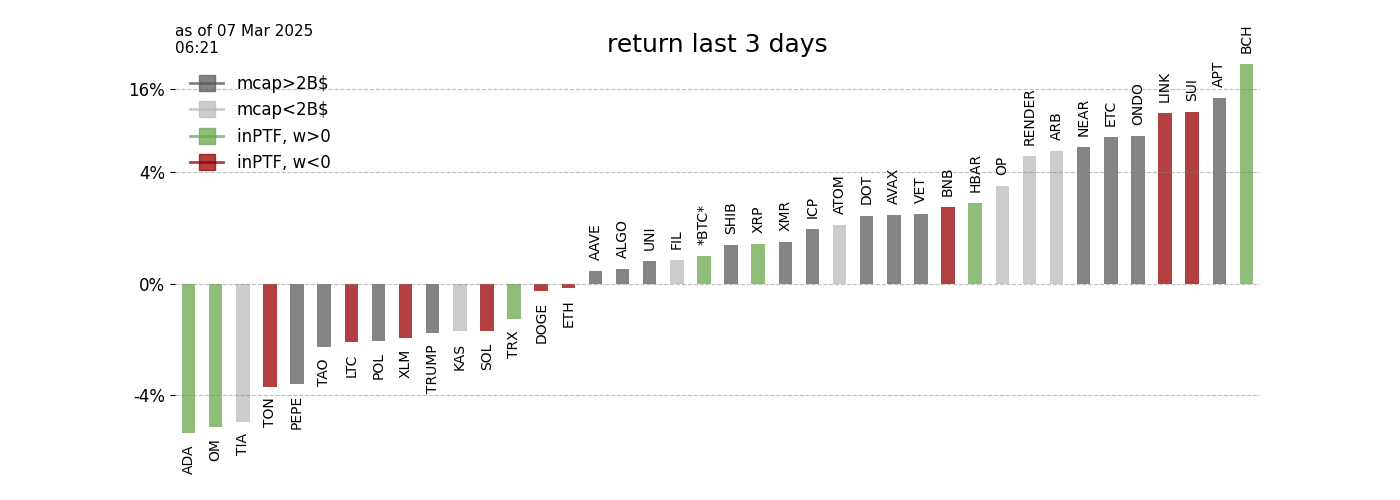 as of 07 Mar 2025
06:21
return last 3 days
mcap>2B$
mcap<2B$
inPTF, w>0
inPTF, w<0
16%
4%
0%
-4%
ADA
OM
TIA
TON
PEPE
TAO
LTC
POL
XLM
TRUMP
KAS
SOL
TRX
DOGE
ETH
AAVE
ALGO
UNI
FIL
*BTC*
SHIB
XRP
XMR
ICP
ATOM
DOT
AVAX
VET
BNB
HBAR
OP
RENDER
ARB
NEAR
ETC
ONDO
LINK
SUI
APT
BCH